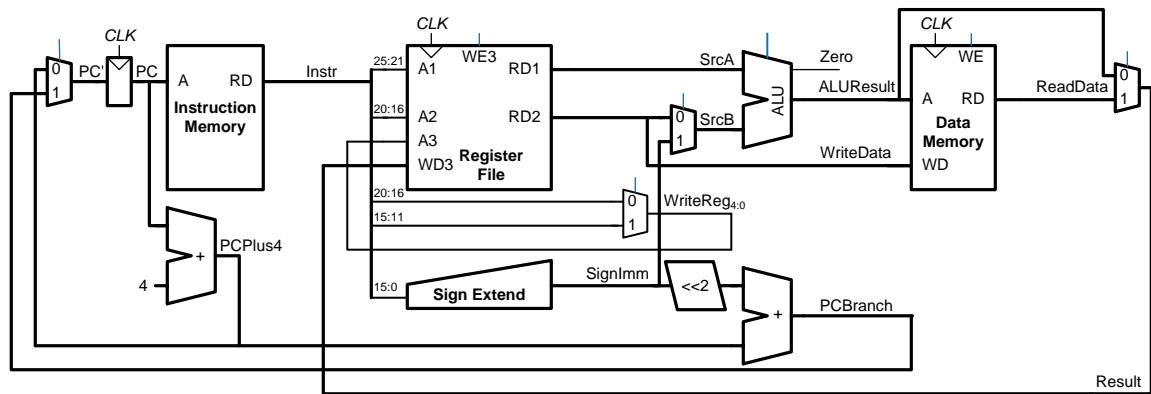 CLK
CLK
CLK
0
1
PC'
PC
A
RD
Instruction
Memory
Instr
25:21
A1
WE3
RD1
SrcA
Zero
WE
0
1
20:16
A2
RD2
0
1
SrcB
ALU
ALUResult
A
RD
ReadData
Data
Memory
A3
WD3
Register
File
WriteData
WD
20:16
15:11
0
1
WriteReg4:0
4
+
PCPlus4
15:0
Sign Extend
SignImm
<<2
+
PCBranch
Result